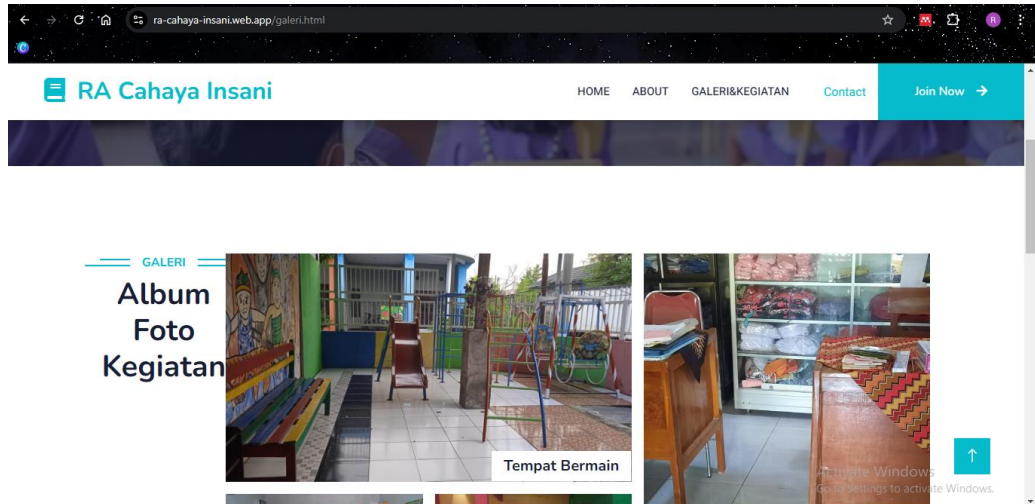 ra-cahaya-insani.web.app/galeri.html
R
RA Cahaya Insani
HOME
ABOUT
GALERI&KEGIATAN
Contact
Join Now
GALERI
Album
Foto
Kegiatan
Tempat Bermain
Activate Windows
Go to Settings to activate Windows.